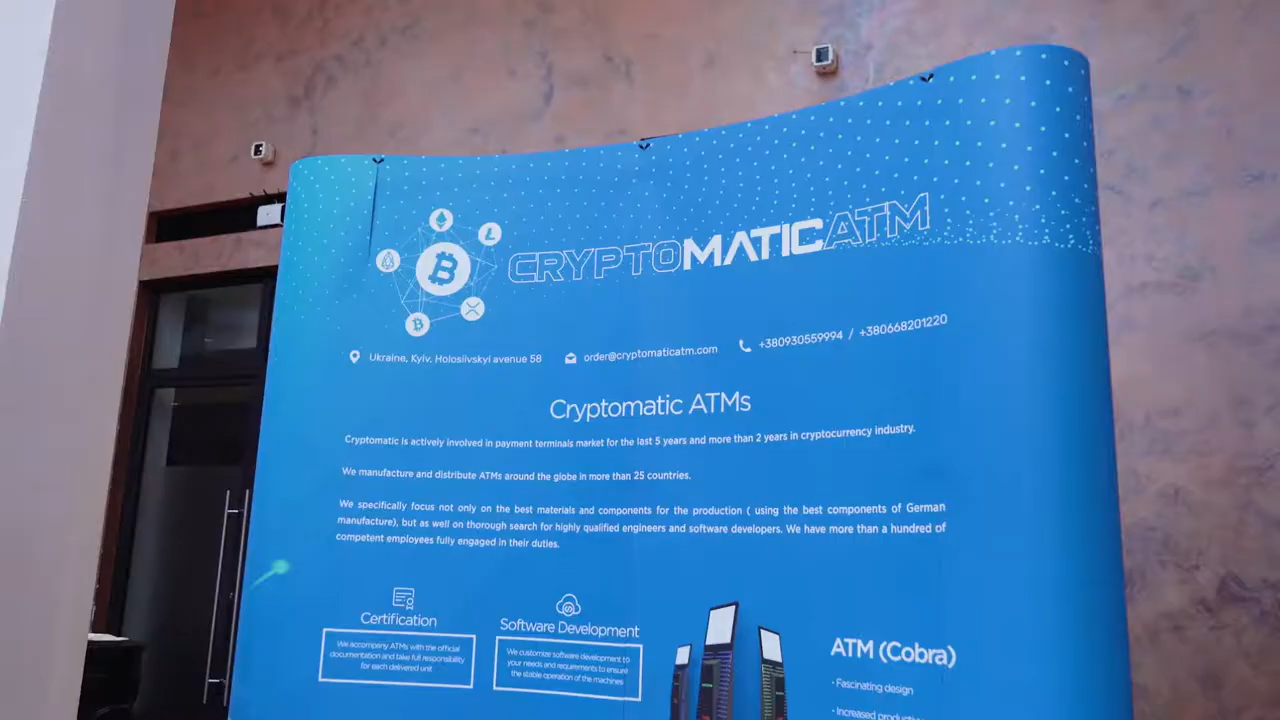 CRYPTOMATICATM
Ukraine, Kyiv, Holosiivskyi avenue 58
order@cryptomaticatm.com
+380930559994 / +380668201220
Cryptomatic ATMs
Cryptomatic is actively involved in payment terminals market for the last 5 years and more than 2 years in cryptocurrency industry.
We manufacture and distribute ATMs around the globe in more than 25 countries.
We specifically focus not only on the best materials and components for the production ( using the best components of German
manufacture), but as well on thorough search for highly qualified engineers and software developers. We have more than a hundred of
competent employees fully engaged in their duties.
Certification
We accompany ATMs with the official
documentation and take full responsibility
for each delivered unit
Software Development
We customize software development to
your needs and requirements to ensure
the stable operation of the machines
ATM (Cobra)
- Fascinating design
- Increased